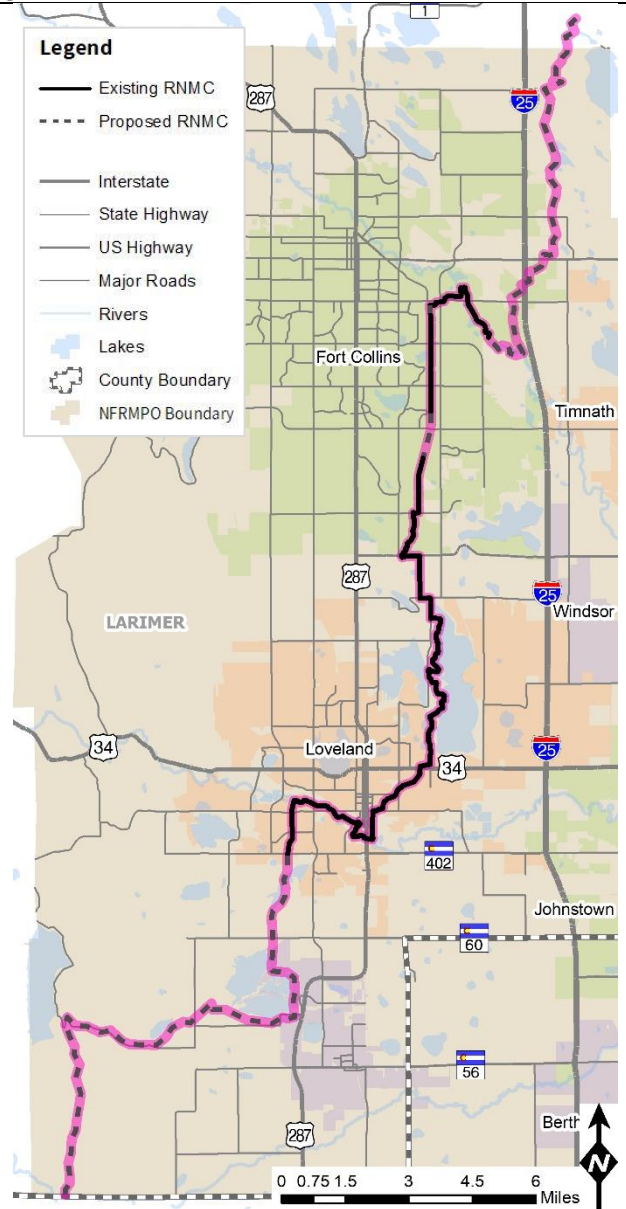 1
Legend
Existing RNMC
Proposed RNMC
Interstate
State Highway
US Highway
Major Roads
Rivers
Lakes
County Boundary
NFRMPO Boundary
287
25
Fort Collins
Timnath
287
25
Windsor
LARIMER
34
Loveland
34
25
402
Johnstown
60
56
287
Berth
N
0 0.75 1.5 3 4.5 6
Miles